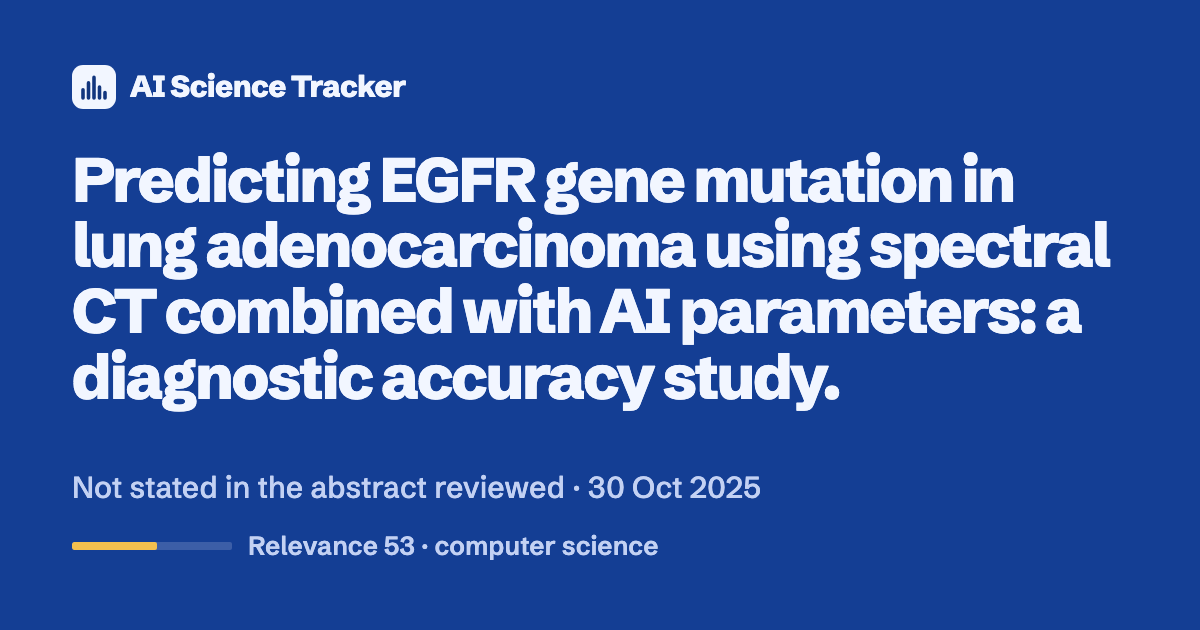 AI Science Tracker
Predicting EGFR gene mutation in
lung adenocarcinoma using spectral
CT combined with AI parameters: a
diagnostic accuracy study.
Not stated in the abstract reviewed · 30 Oct 2025
Relevance 53 · computer science